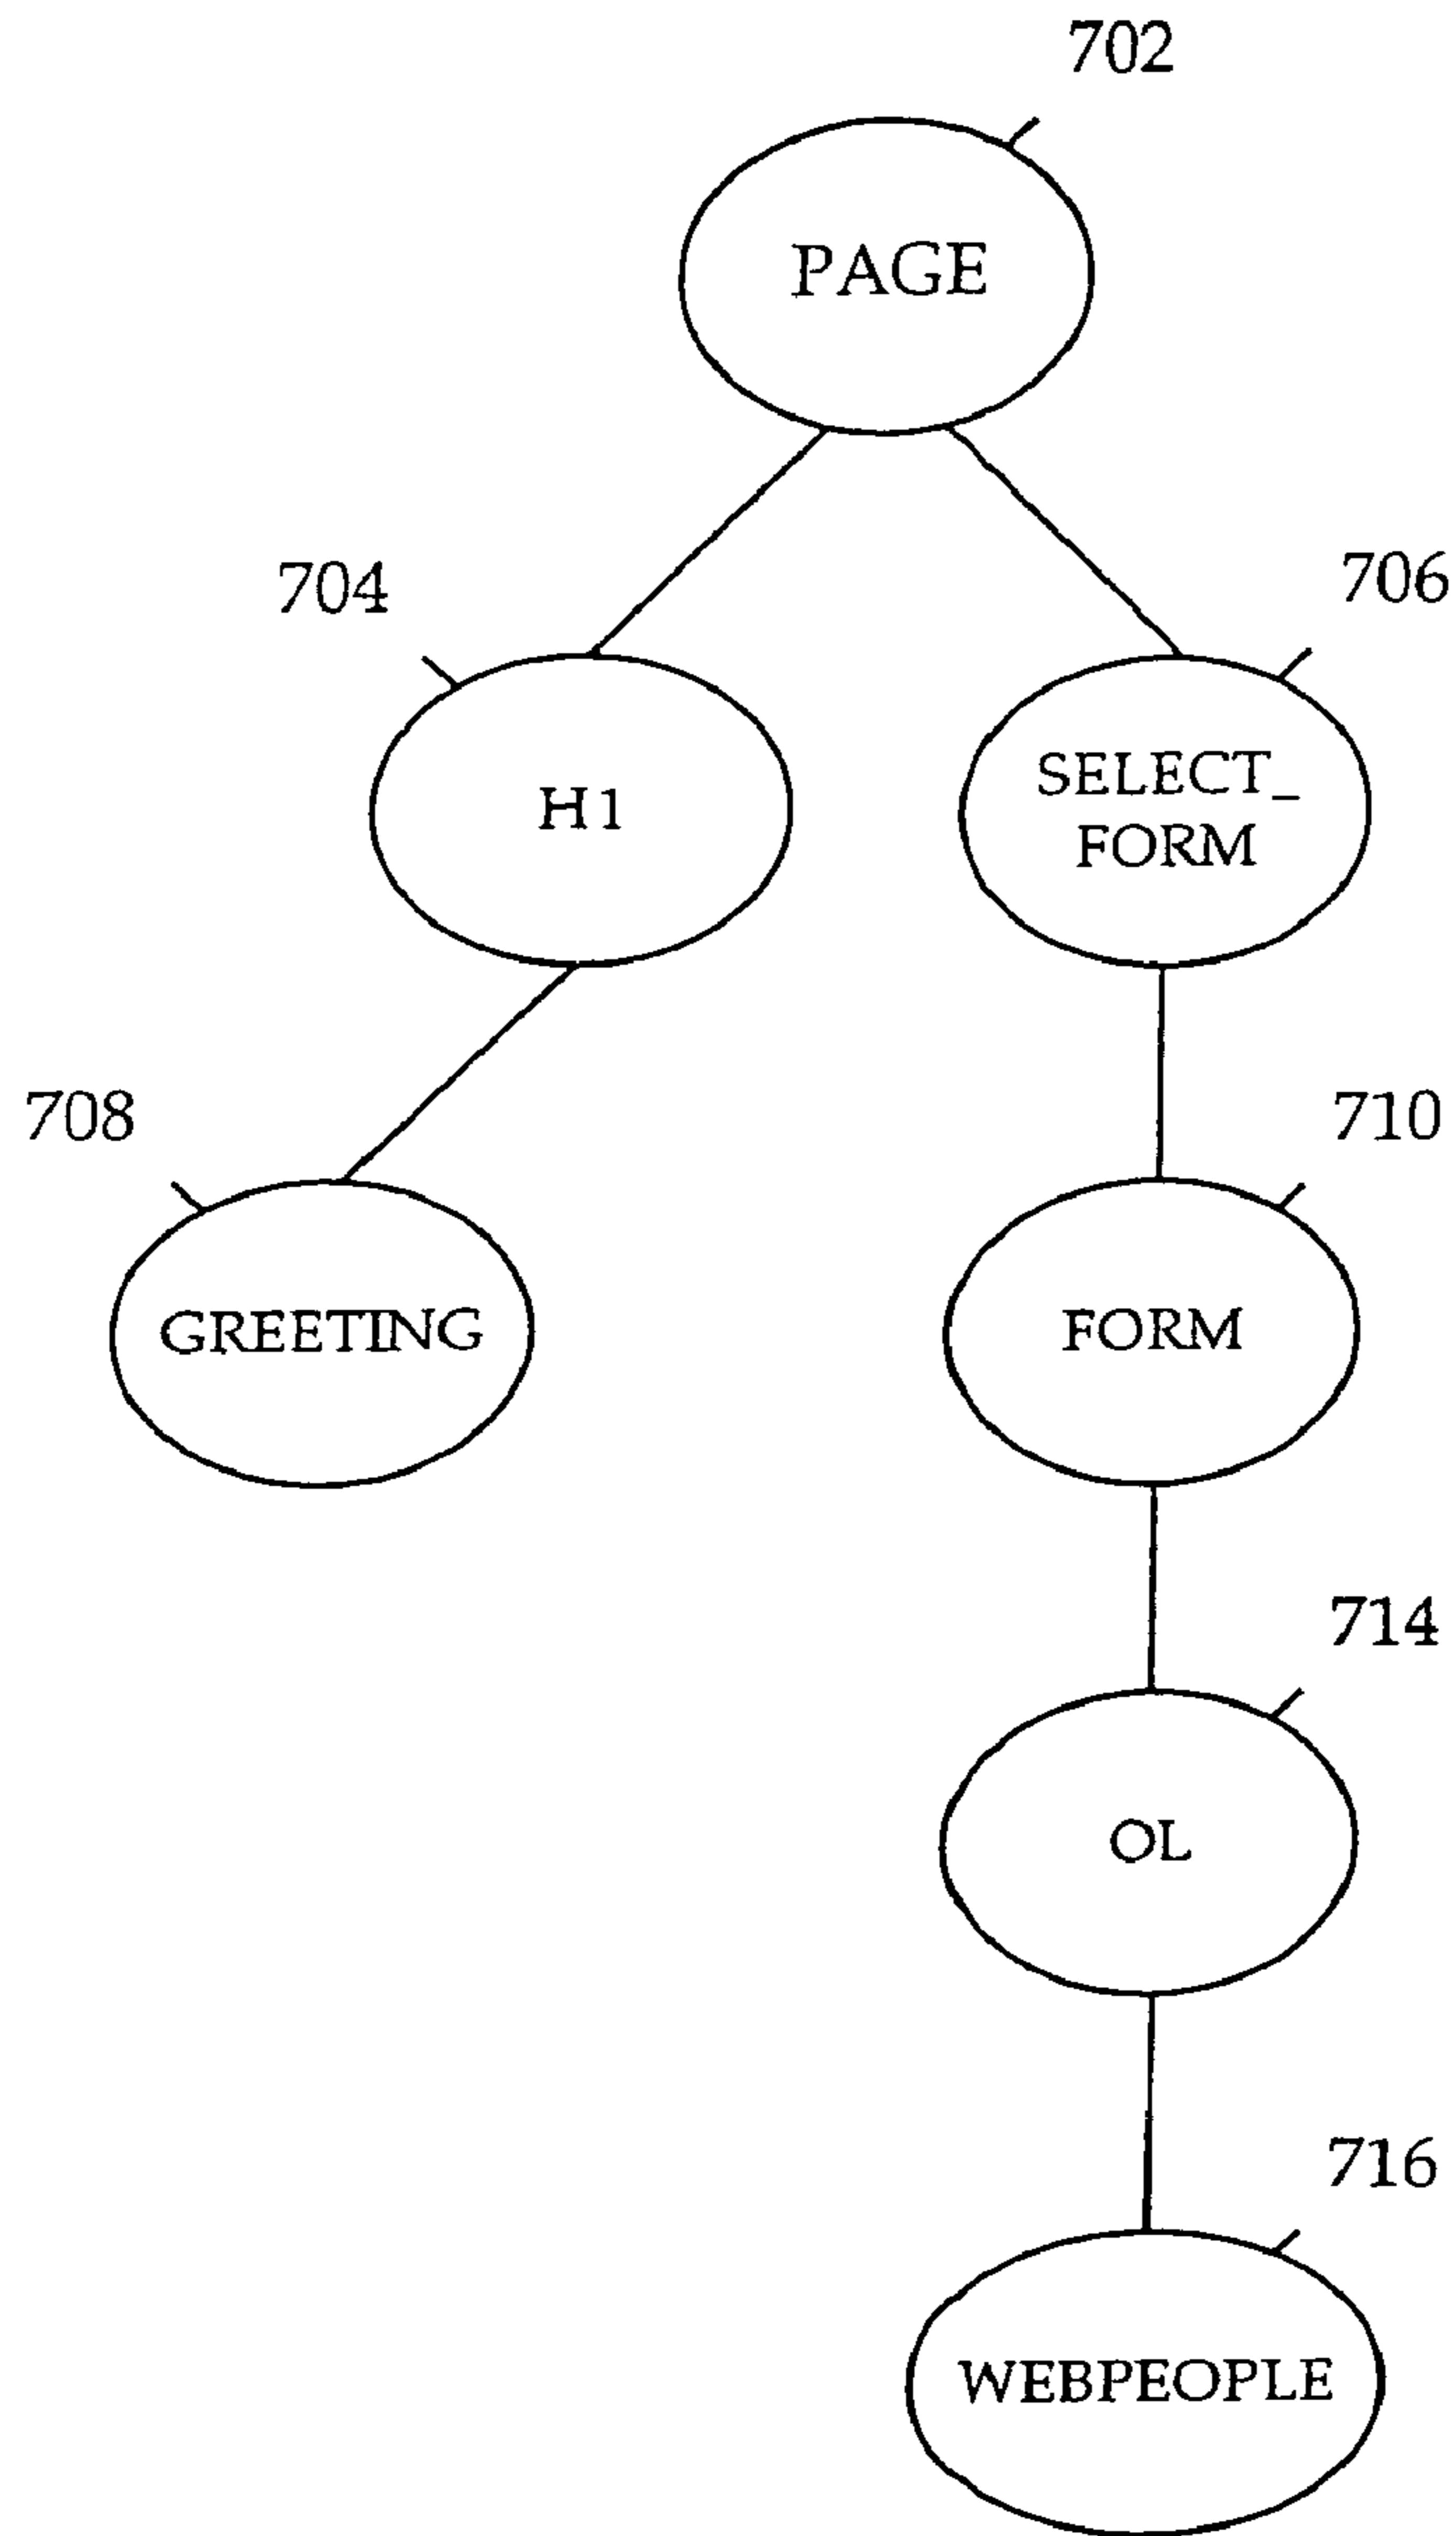 702
PAGE
704
706
H1
SELECT_
FORM
708
710
GREETING
FORM
714
OL
716
WEBPEOPLE